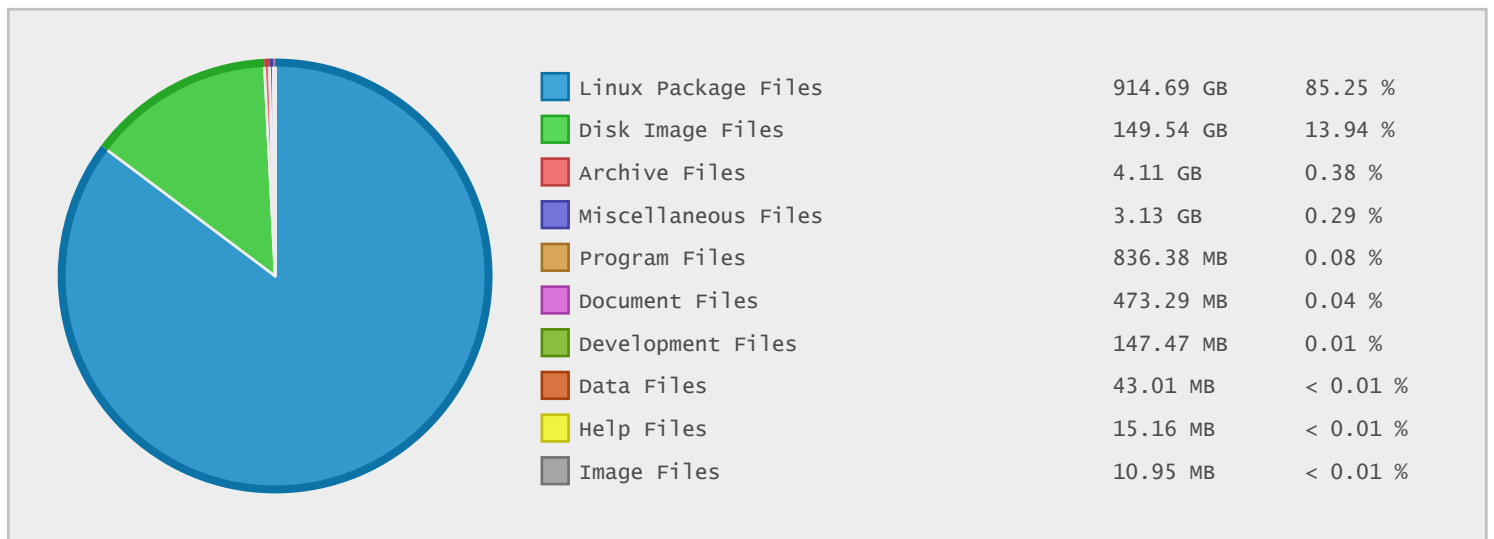 Linux Package Files 914.69 GB 85.25 %
Disk Image Files 149.54 GB 13.94 %
Archive Files 4.11 GB 0.38 %
Miscellaneous Files 3.13 GB 0.29 %
Program Files 836.38 MB 0.08 %
Document Files 473.29 MB 0.04 %
Development Files 147.47 MB 0.01 %
Data Files 43.01 MB < 0.01 %
Help Files 15.16 MB < 0.01 %
Image Files 10.95 MB < 0.01 %